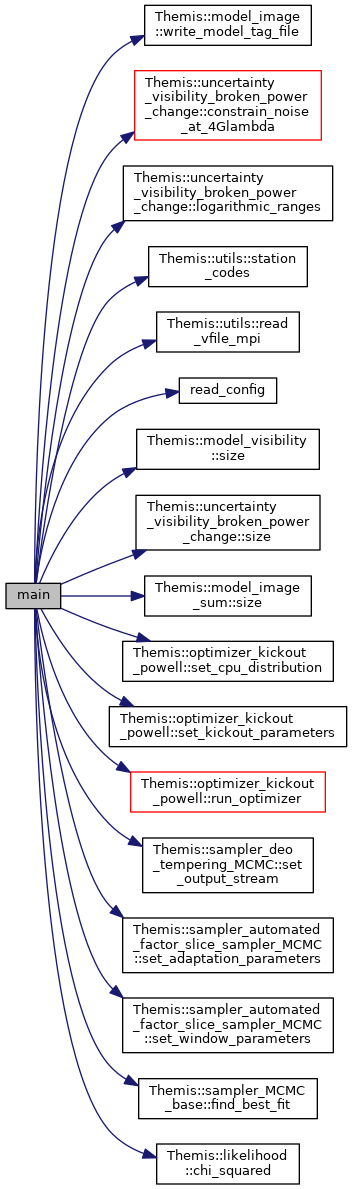 Themis::model_image
::write_model_tag_file
Themis::uncertainty
_visibility_broken_power
_change::constrain_noise
_at_4Glambda
Themis::uncertainty
_visibility_broken_power
_change::logarithmic_ranges
Themis::utils::station
_codes
Themis::utils::read
_vfile_mpi
read_config
Themis::model_visibility
::size
Themis::uncertainty
_visibility_broken_power
_change::size
main
Themis::model_image
_sum::size
Themis::optimizer_kickout
_powell::set_cpu_distribution
Themis::optimizer_kickout
_powell::set_kickout_parameters
Themis::optimizer_kickout
_powell::run_optimizer
Themis::sampler_deo
_tempering_MCMC::set
_output_stream
Themis::sampler_automated
_factor_slice_sampler_MCMC
::set_adaptation_parameters
Themis::sampler_automated
_factor_slice_sampler_MCMC
::set_window_parameters
Themis::sampler_MCMC
_base::find_best_fit
Themis::likelihood
::chi_squared